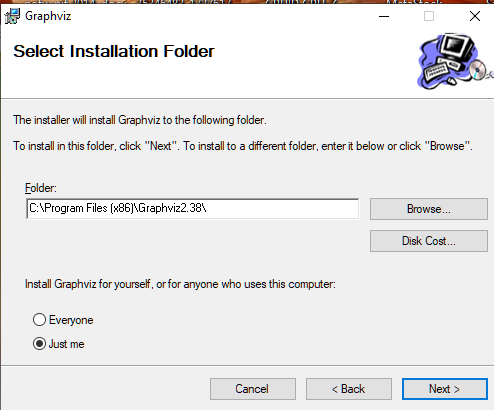 Graphviz
Select Installation Folder
The installer will install Graphviz to the following folder.
To install in this folder, click "Next". To install to a different folder, enter it below or click "Browse".
Folder:
C:\Program Files (x86)\Graphviz2.38\
Browse...
Disk Cost...
Install Graphviz for yourself, or for anyone who uses this computer:
Everyone
Just me
Cancel
< Back
Next >